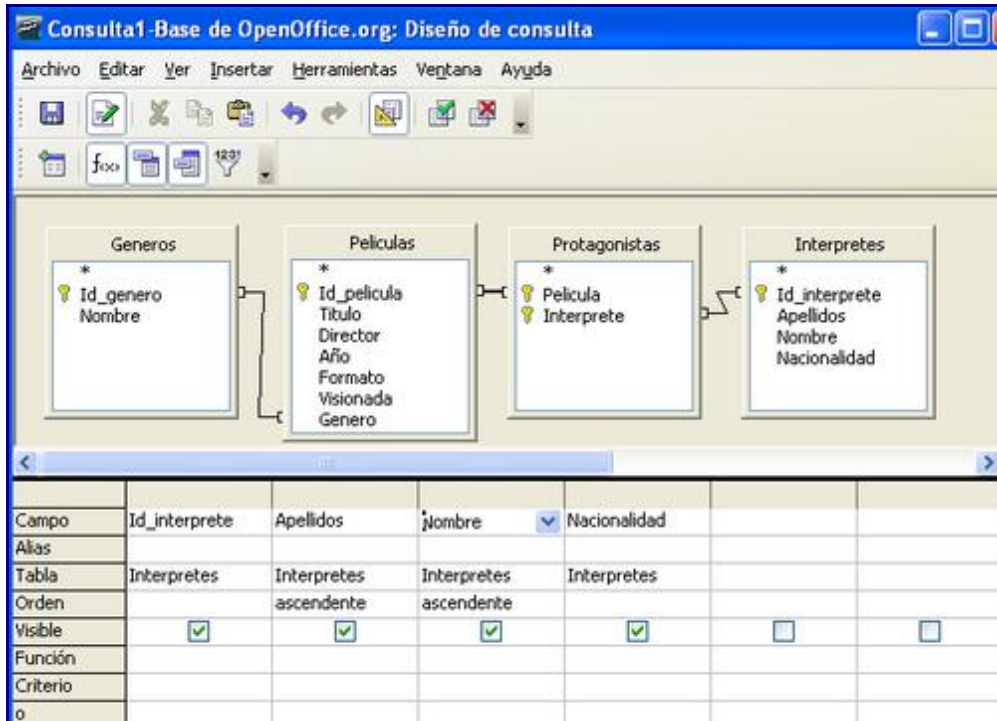 Consulta1-Base de OpenOffice.org: Diseño de consulta
Archivo Editar Ver Insertar Herramientas Ventana Ayuda
f(x)
123!
Generos
*
Id_genero
Nombre
Peliculas
*
Id_pelicula
Titulo
Director
Año
Formato
Visionada
Genero
Protagonistas
*
Pelicula
Interprete
Interpretes
*
Id_interprete
Apellidos
Nombre
Nacionalidad
Campo Id_interprete Apellidos Nombre Nacionalidad
Alias
Tabla Interpretes Interpretes Interpretes Interpretes
Orden ascendente ascendente
Visible
Función
Criterio
o